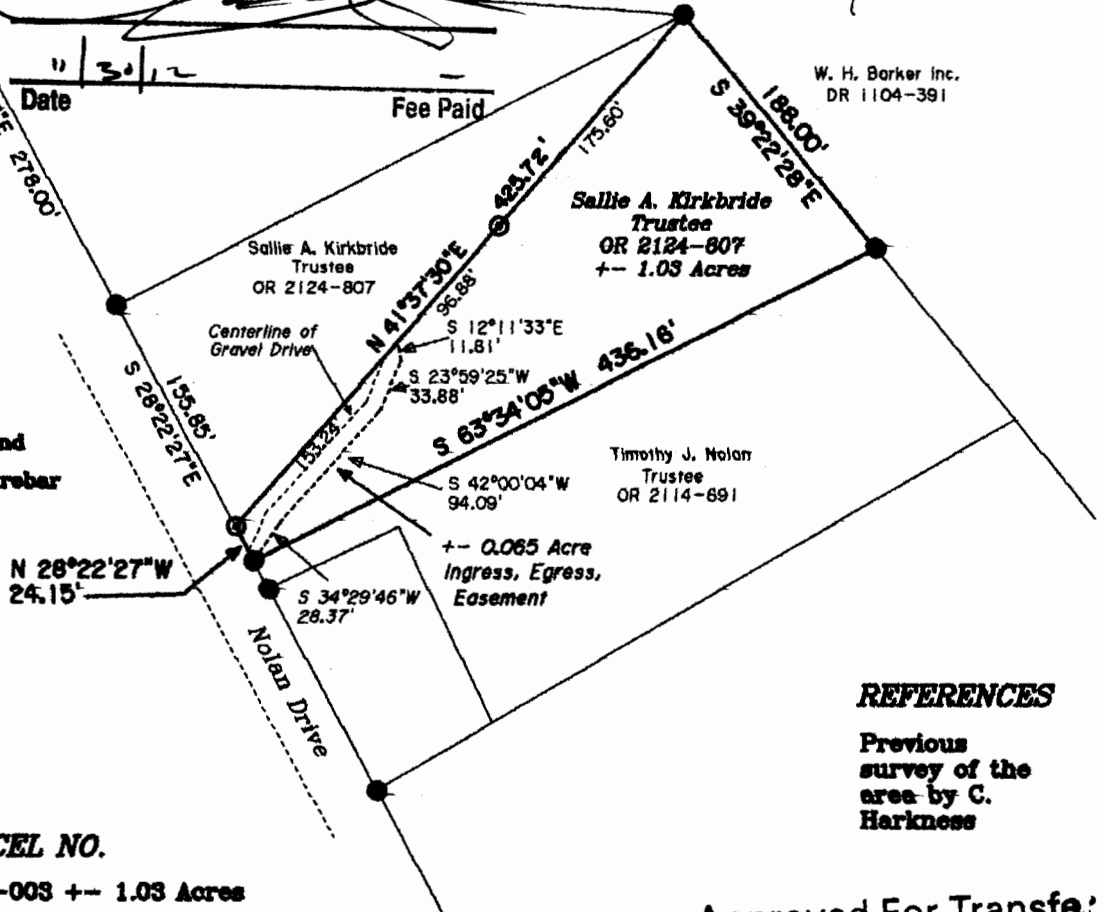 11/30/12
Date
Fee Paid
"E 278.00'
W. H. Barker Inc.
DR 1104-391
188.00'
S 39°22'28"E
425.72'
175.60'
Sallie A. Kirkbride
Trustee
OR 2124-807
+- 1.03 Acres
Sallie A. Kirkbride
Trustee
OR 2124-807
N 41°37'30"E
96.88'
Centerline of
Gravel Drive
S 12°11'33"E
11.81'
S 23°59'25"W
33.88'
S 63°34'05"W 436.16'
155.85'
S 28°22'27"E
153.24'
nd
rebar
Timothy J. Nolan
Trustee
OR 2114-691
S 42°00'04"W
94.09'
+- 0.065 Acre
Ingress, Egress,
Easement
N 28°22'27"W
24.15'
S 34°29'46"W
28.37'
Nolan Drive
REFERENCES
Previous
survey of the
area by C.
Harkness
CEL NO.
-003 +- 1.03 Acres
Approved For Transfe